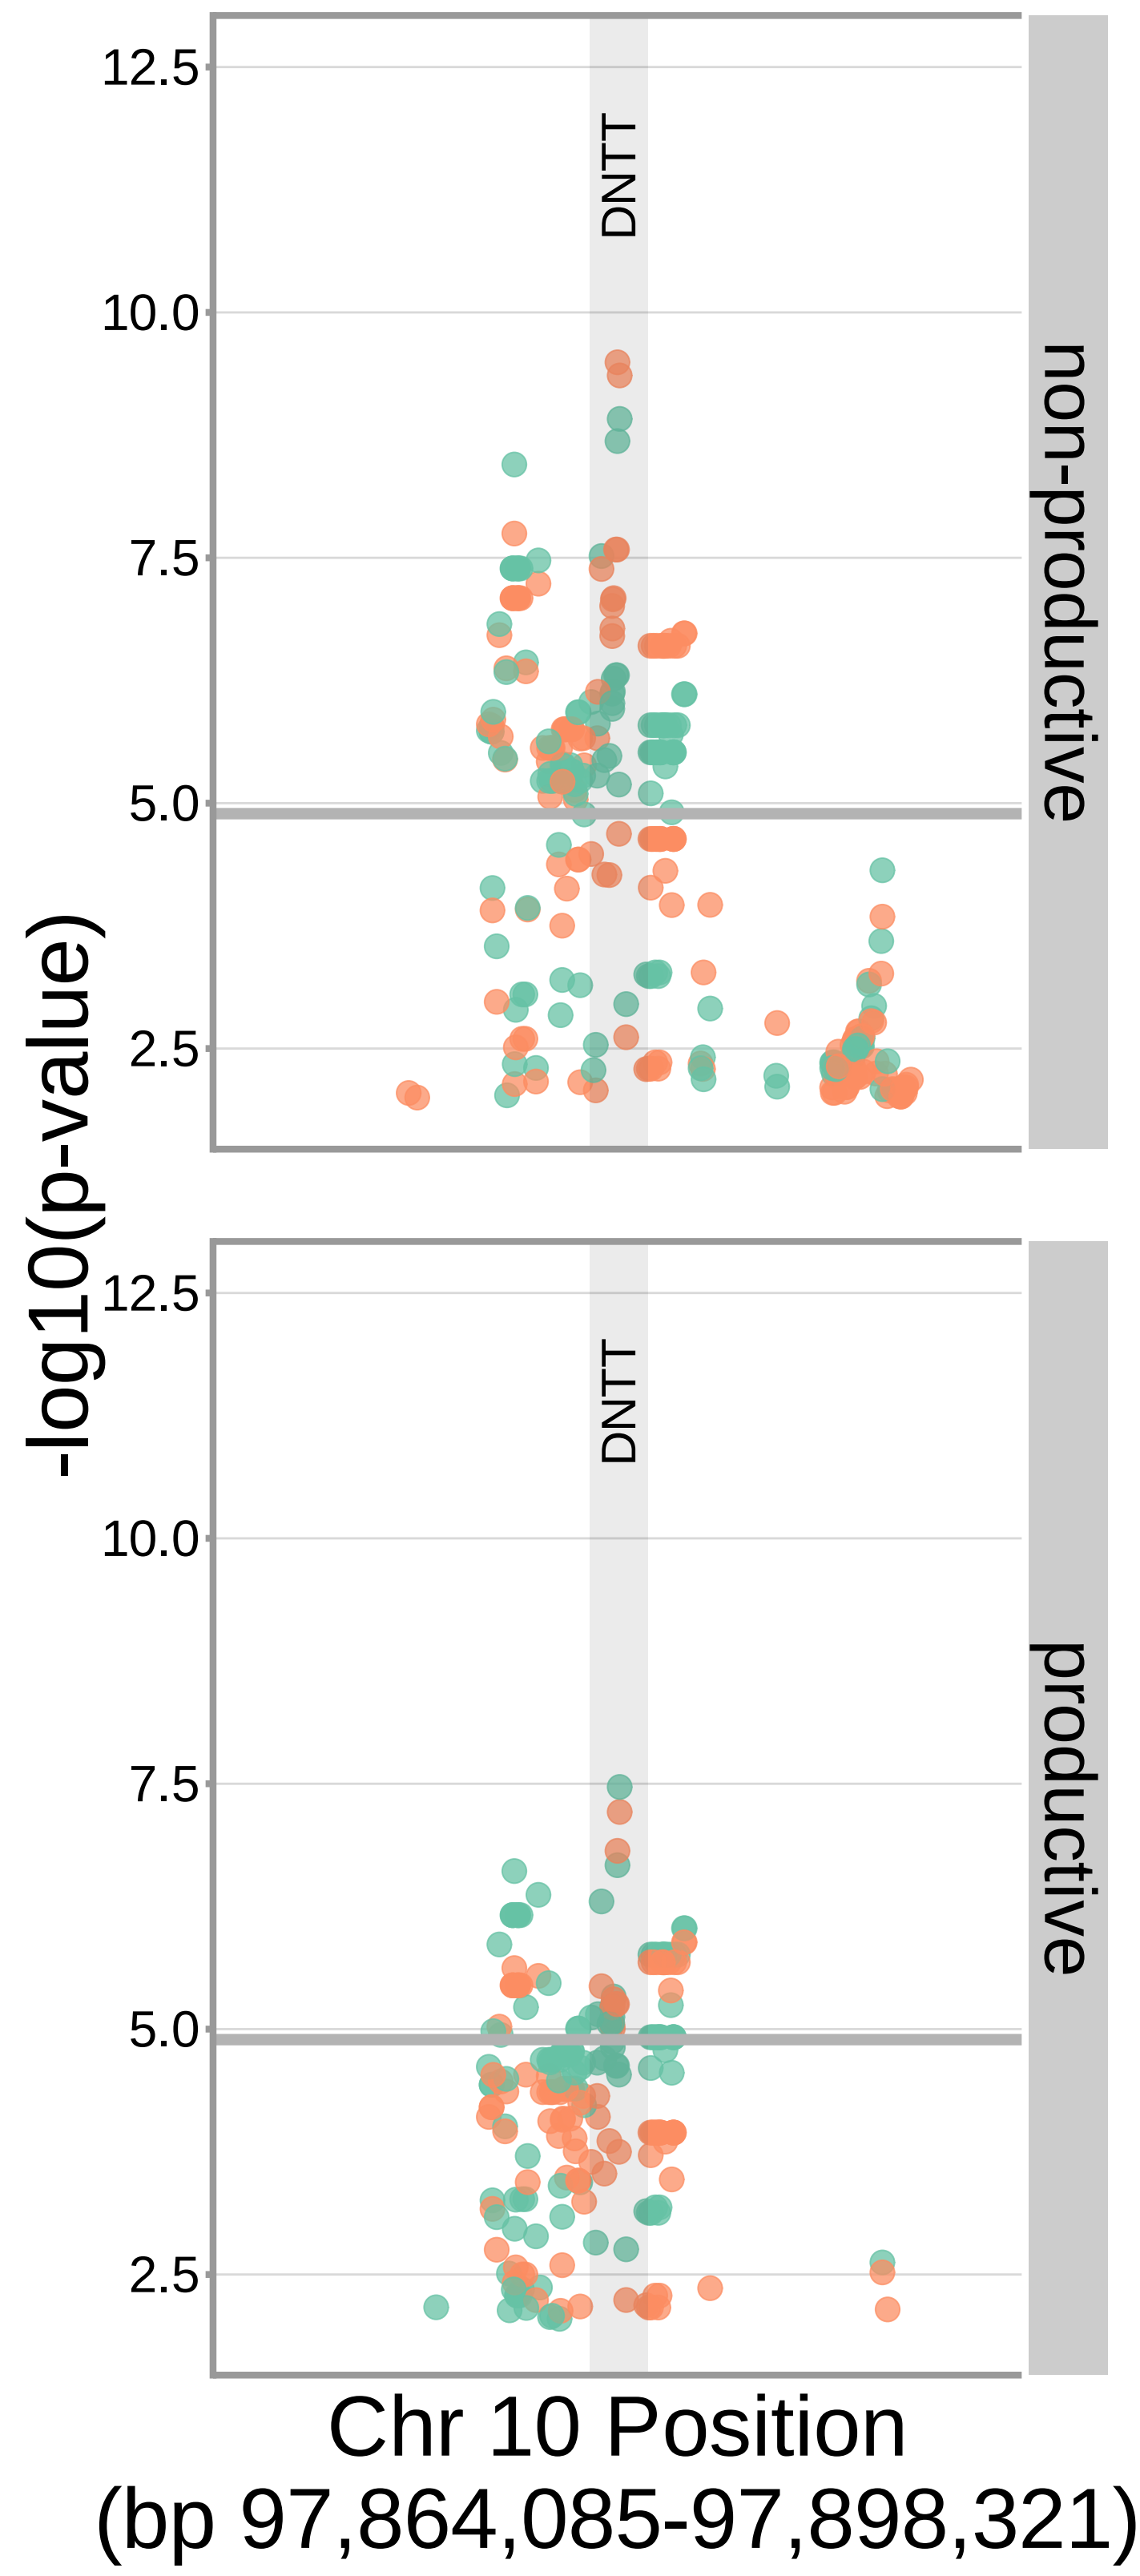 -log10(p-value)
12.5
10.0
7.5
5.0
2.5
DNTT
non-productive
12.5
10.0
7.5
5.0
2.5
DNTT
productive
Chr 10 Position
(bp 97,864,085-97,898,321)